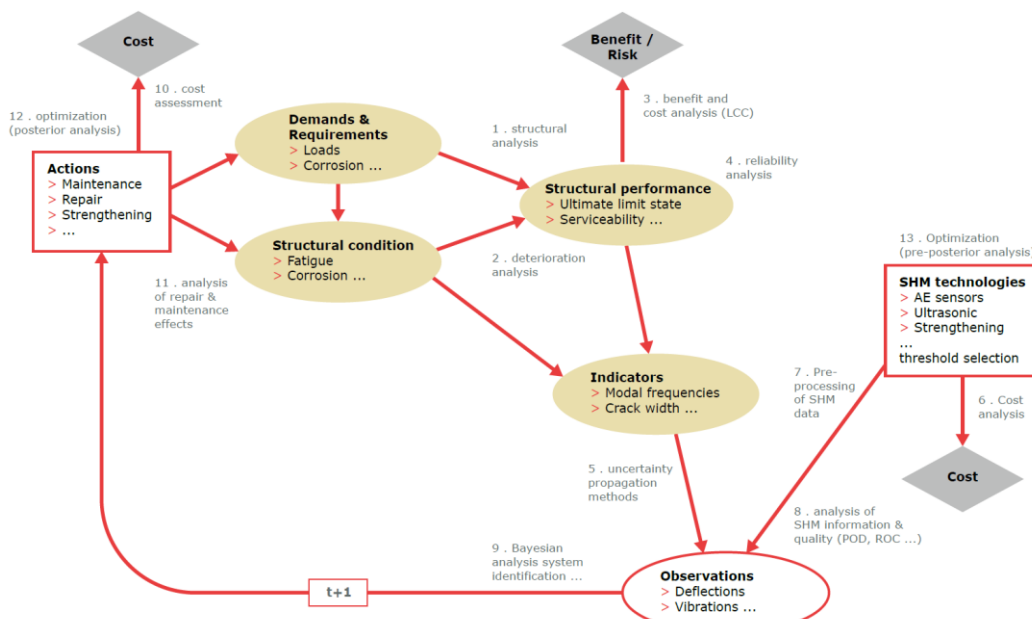 Cost
Benefit /
Risk
10 . cost
assessment
12 . optimization
(posterior analysis)
3 . benefit and
cost analysis (LCC)
Demands &
Requirements
> Loads
> Corrosion ...
1 . structural
analysis
4 . reliability
analysis
Actions
> Maintenance
> Repair
> Strengthening
> ...
Structural performance
> Ultimate limit state
> Serviceability ...
Structural condition
> Fatigue
> Corrosion ...
2 . deterioration
analysis
13 . Optimization
(pre-posterior analysis)
11 . analysis
of repair &
maintenance
effects
SHM technologies
> AE sensors
> Ultrasonic
> Strengthening
...
threshold selection
Indicators
> Modal frequencies
> Crack width ...
7 . Pre-
processing
of SHM
data
6 . Cost
analysis
5 . uncertainty
propagation
methods
Cost
8 . analysis of
SHM information &
quality (POD, ROC ...)
9 . Bayesian
analysis system
identification ...
Observations
> Deflections
> Vibrations ...
t+1